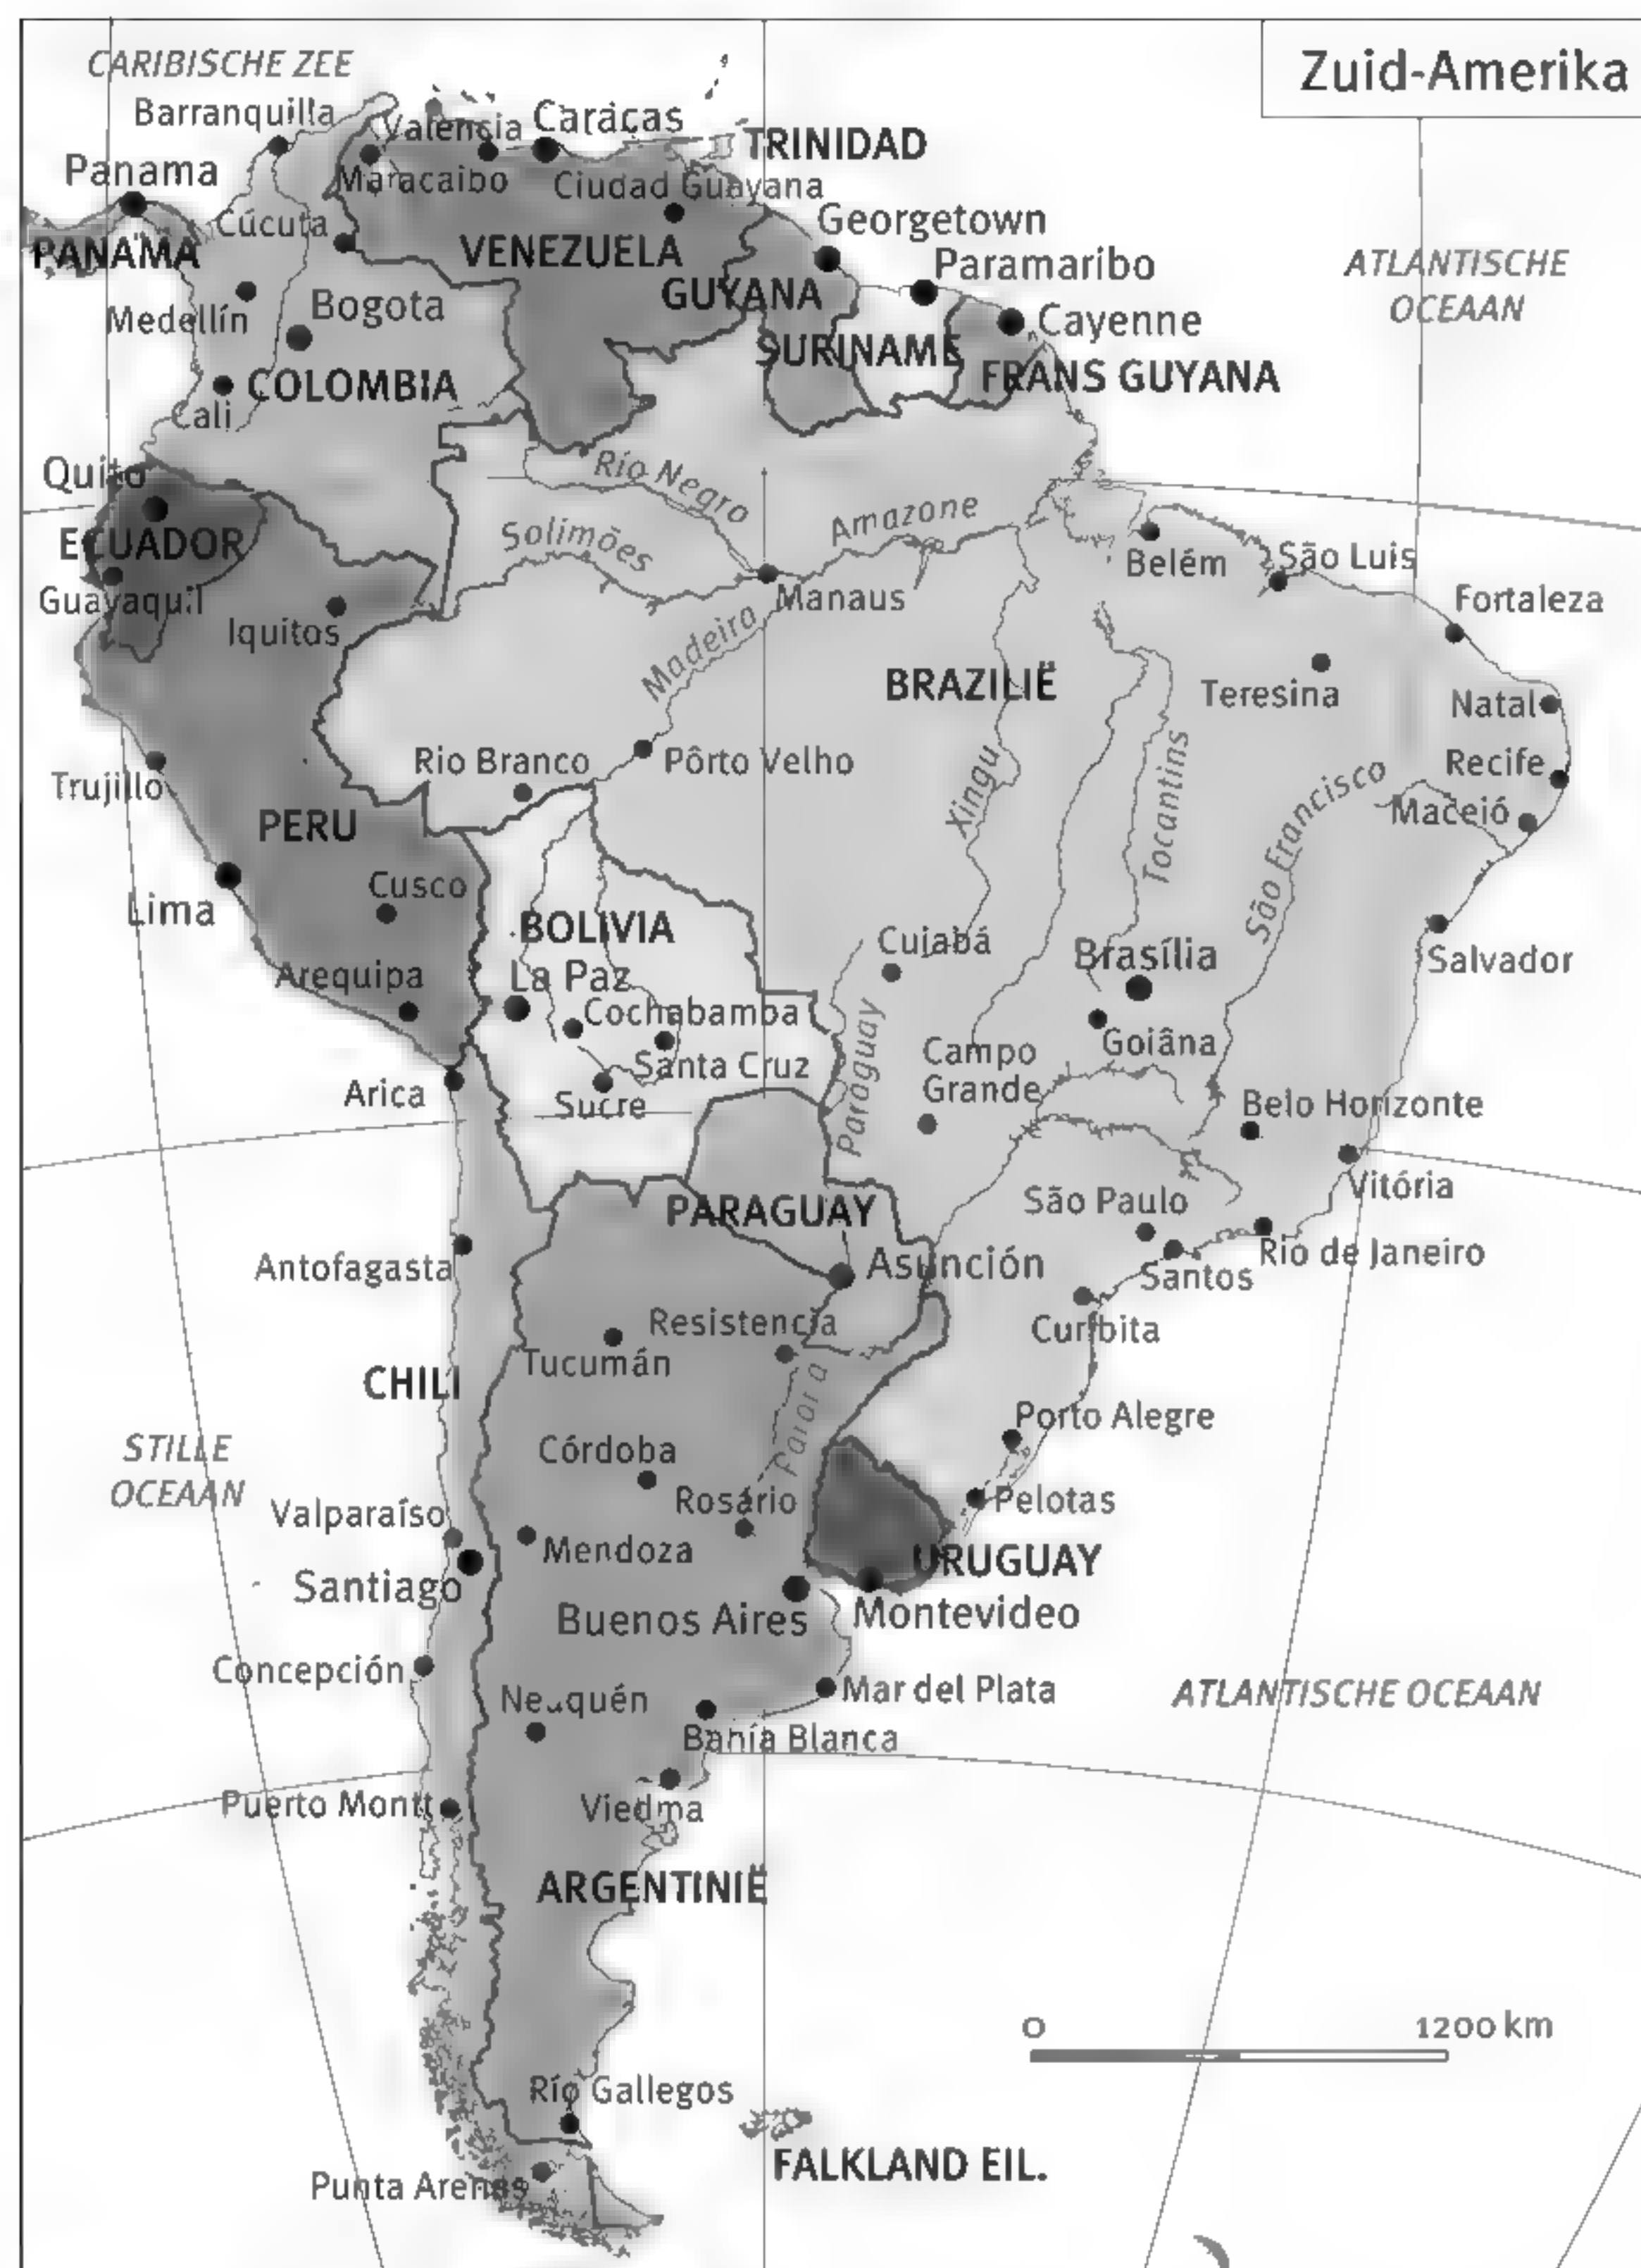 Zuid-Amerika
CARIBISCHE ZEE
Barranquilla
Valencia
Carácas
TRINIDAD
Panama
Maracaibo
Ciudad Guayana
Cúcuta
Georgetown
PANAMA
VENEZUELA
Paramaribo
ATLANTISCHE
OCEAAN
GUYANA
Medellín
Bogota
Cayenne
SURINAME
FRANS GUYANA
COLOMBIA
Cali
Quito
Río Negro
Amazone
Solimões
ECUADOR
Belém
São Luis
Guayaquil
Manaus
Fortaleza
Iquitos
Madeira
BRAZILIË
Teresina
Natal
Rio Branco
Pôrto Velho
Recife
Trujillo
Xingu
Tocantins
São Francisco
Maceió
PERU
Cusco
Lima
BOLIVIA
Cuiabá
Brasília
Salvador
Arequipa
La Paz
Cochabamba
Paraguay
Goiâna
Campo
Grande
Santa Cruz
Arica
Sucre
Belo Horizonte
Vitória
São Paulo
PARAGUAY
Antofagasta
Asunción
Rio de Janeiro
Santos
Resistencia
Curibita
Tucumán
CHILI
Porto Alegre
STILLE
OCEAAN
Córdoba
Valparaíso
Rosário
Pelotas
Mendoza
URUGUAY
Santiago
Buenos Aires
Montevideo
Concepción
Neuquén
Mar del Plata
ATLANTISCHE OCEAAN
Bahía Blanca
Puerto Montt
Viedma
ARGENTINIË
0
1200 km
Río Gallegos
FALKLAND EIL.
Punta Arenas